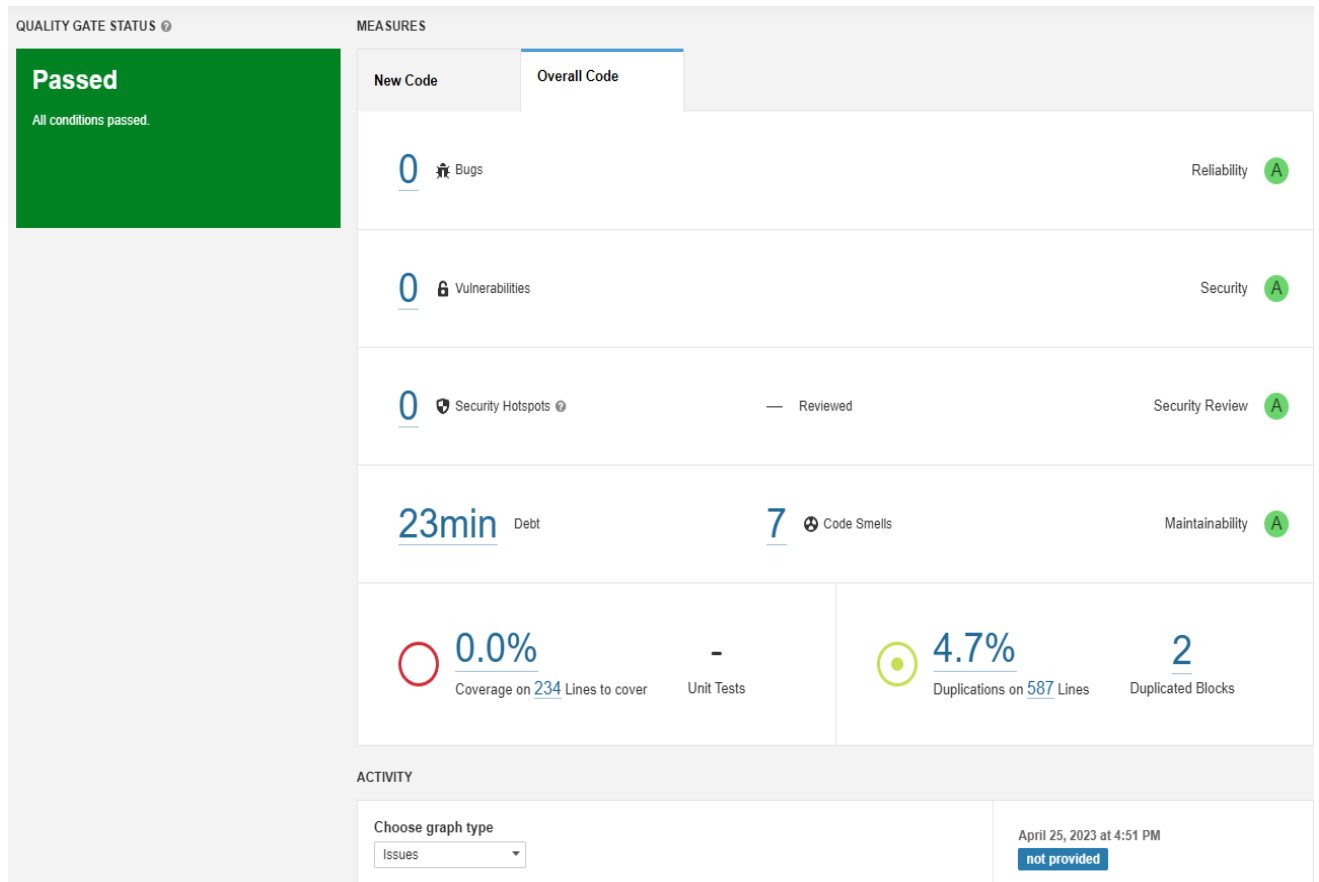 QUALITY GATE STATUS
MEASURES
Passed
All conditions passed.
New Code
Overall Code
0 Bugs
Reliability A
0 Vulnerabilities
Security A
0 Security Hotspots
— Reviewed
Security Review A
23min Debt
7 Code Smells
Maintainability A
0.0%
Coverage on 234 Lines to cover
-
Unit Tests
4.7%
Duplications on 587 Lines
2
Duplicated Blocks
ACTIVITY
Choose graph type
Issues
April 25, 2023 at 4:51 PM
not provided